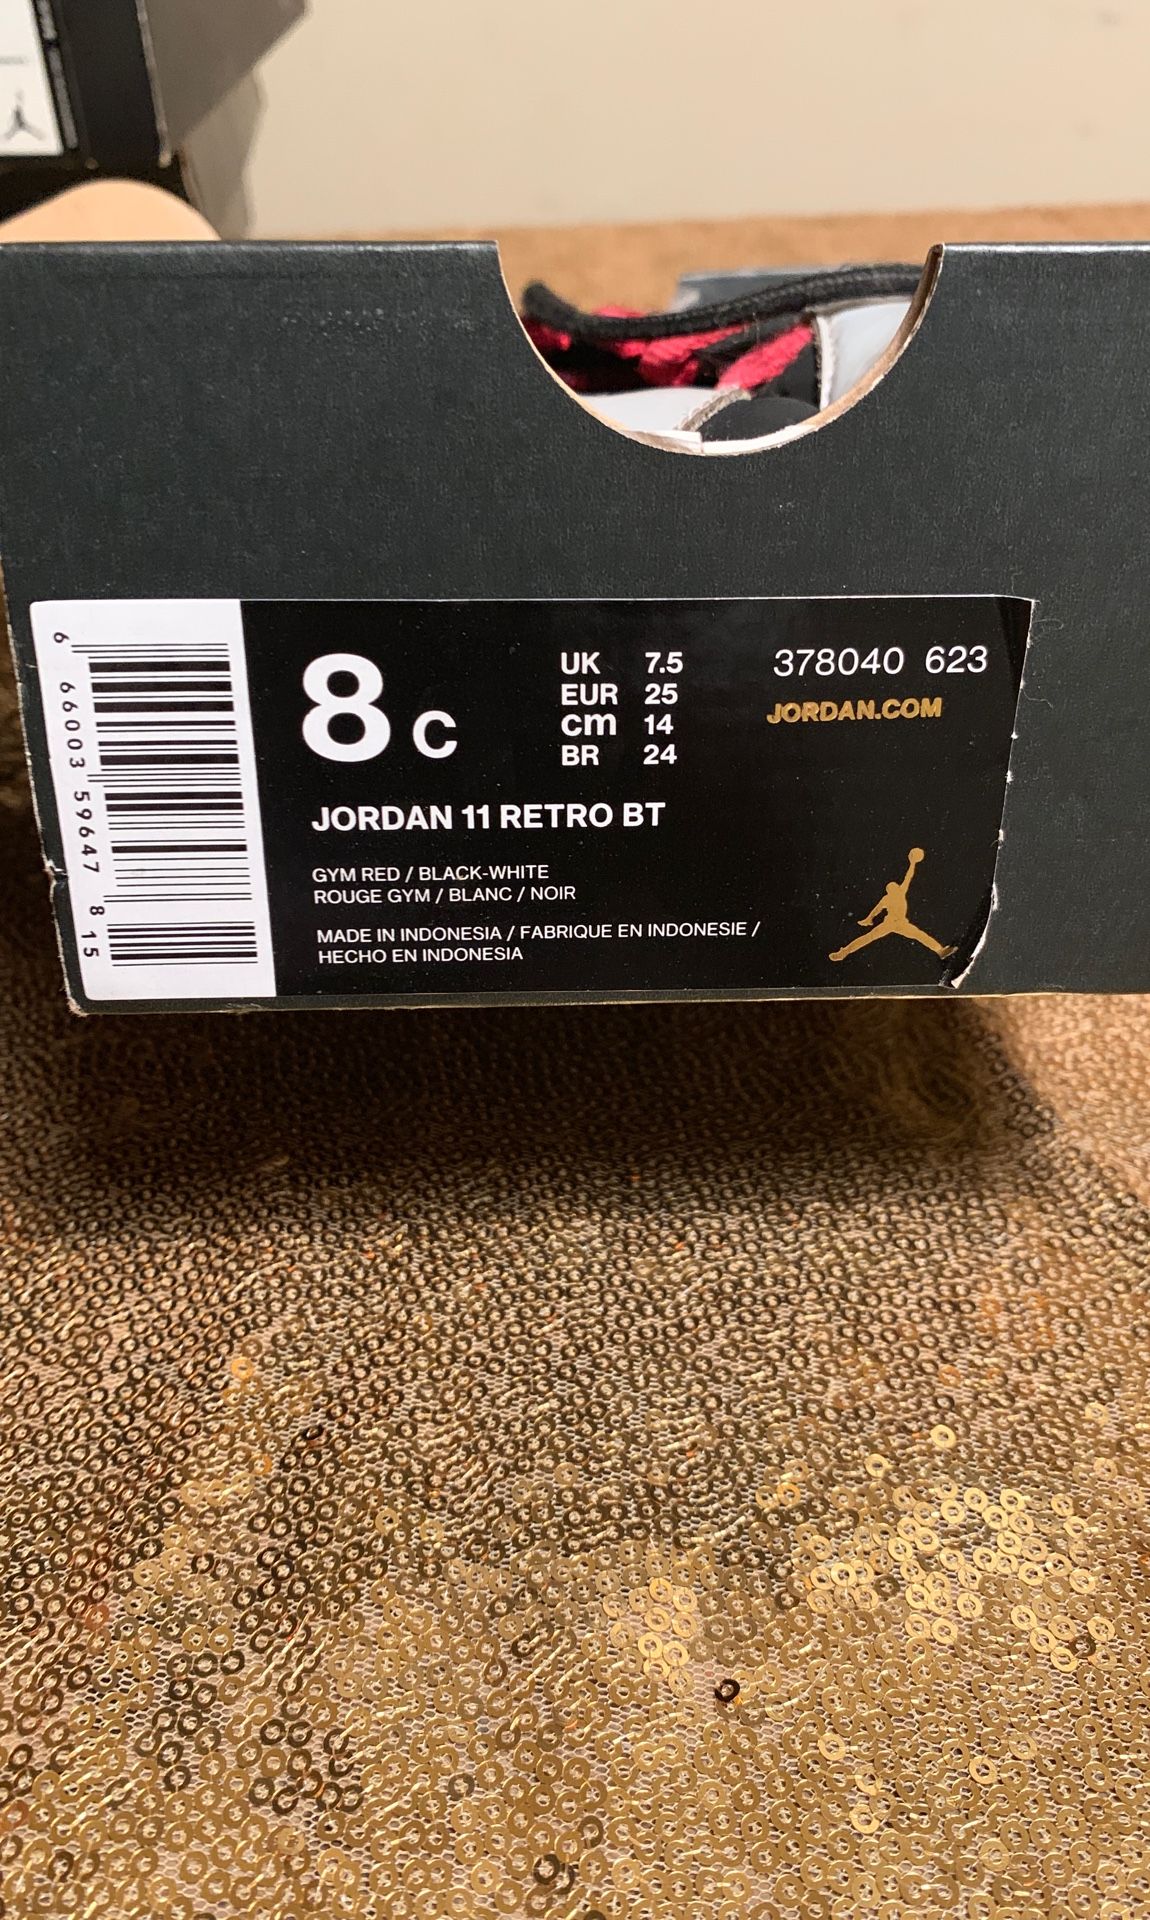 6 66003 59647 8 15
8 C
UK 7.5
EUR 25
cm 14
BR 24
378040 623
JORDAN.COM
JORDAN 11 RETRO BT
GYM RED / BLACK-WHITE
ROUGE GYM / BLANC / NOIR
MADE IN INDONESIA / FABRIQUE EN INDONESIE /
HECHO EN INDONESIA